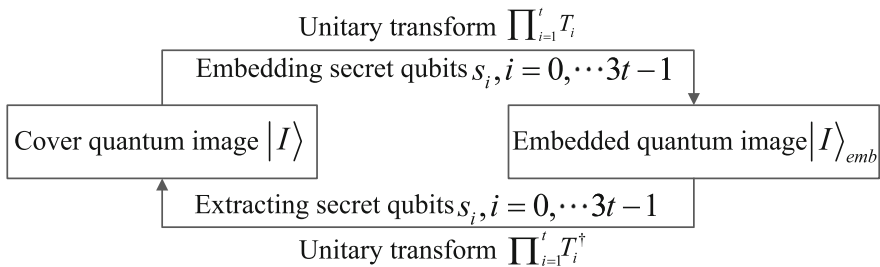 Unitary transform ∏_{i=1}^{t} T_i
Embedding secret qubits s_i, i = 0, ⋯3t − 1
Cover quantum image |I⟩
Embedded quantum image |I⟩_{emb}
Extracting secret qubits s_i, i = 0, ⋯3t − 1
Unitary transform ∏_{i=1}^{t} T_i^†